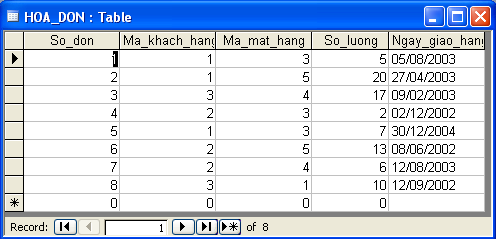 HOA_DON : Table
So_don Ma_khach_hang Ma_mat_hang So_luong Ngay_giao_hang
1 1 3 5 05/08/2003
2 1 5 20 27/04/2003
3 3 4 17 09/02/2003
4 2 3 2 02/12/2002
5 1 3 7 30/12/2004
6 2 5 13 08/06/2002
7 2 4 6 12/08/2003
8 3 1 10 12/09/2002
* 0 0 0 0
Record: 1 of 8